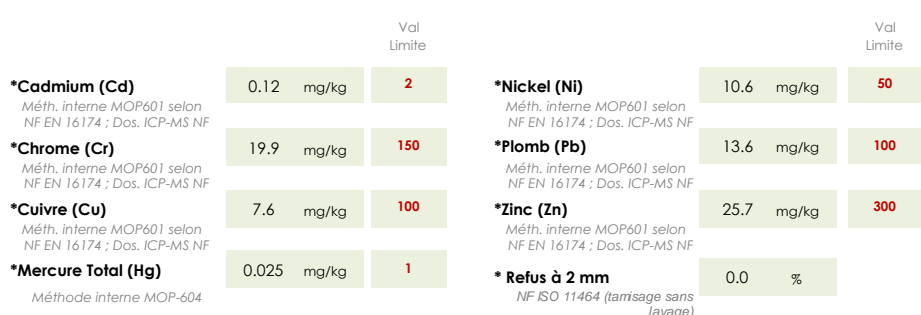 Val
Limite
*Cadmium (Cd) 0.12 mg/kg 2
Méth. interne MOP601 selon
NF EN 16174 ; Dos. ICP-MS NF
*Chrome (Cr) 19.9 mg/kg 150
Méth. interne MOP601 selon
NF EN 16174 ; Dos. ICP-MS NF
*Cuivre (Cu) 7.6 mg/kg 100
Méth. interne MOP601 selon
NF EN 16174 ; Dos. ICP-MS NF
*Mercure Total (Hg) 0.025 mg/kg 1
Méthode interne MOP-604
Val
Limite
*Nickel (Ni) 10.6 mg/kg 50
Méth. interne MOP601 selon
NF EN 16174 ; Dos. ICP-MS NF
*Plomb (Pb) 13.6 mg/kg 100
Méth. interne MOP601 selon
NF EN 16174 ; Dos. ICP-MS NF
*Zinc (Zn) 25.7 mg/kg 300
Méth. interne MOP601 selon
NF EN 16174 ; Dos. ICP-MS NF
* Refus à 2 mm 0.0 %
NF ISO 11464 (tamisage sans
lavage)